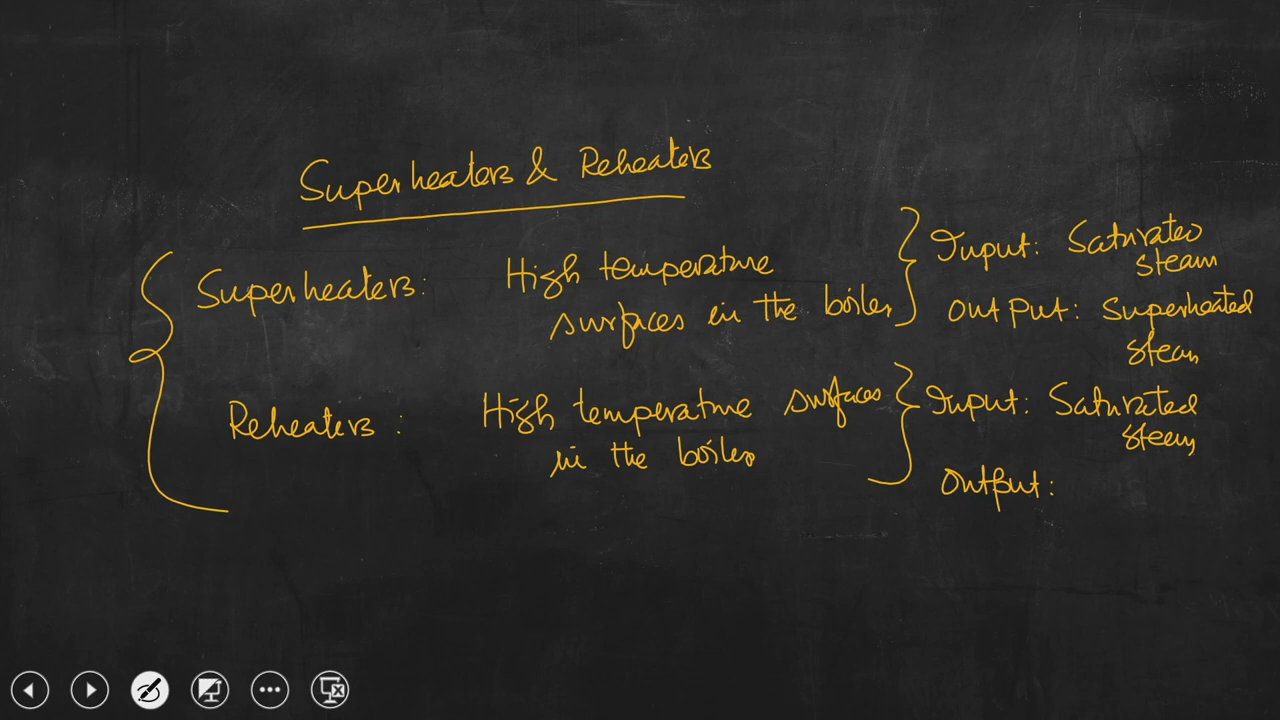 Superheaters & Reheaters
Superheaters: High temperature
surfaces in the boiler
Input: Saturated
steam
Output: Superheated
steam
Reheaters: High temperature surfaces
in the boiler
Input: Saturated
steam
Output: